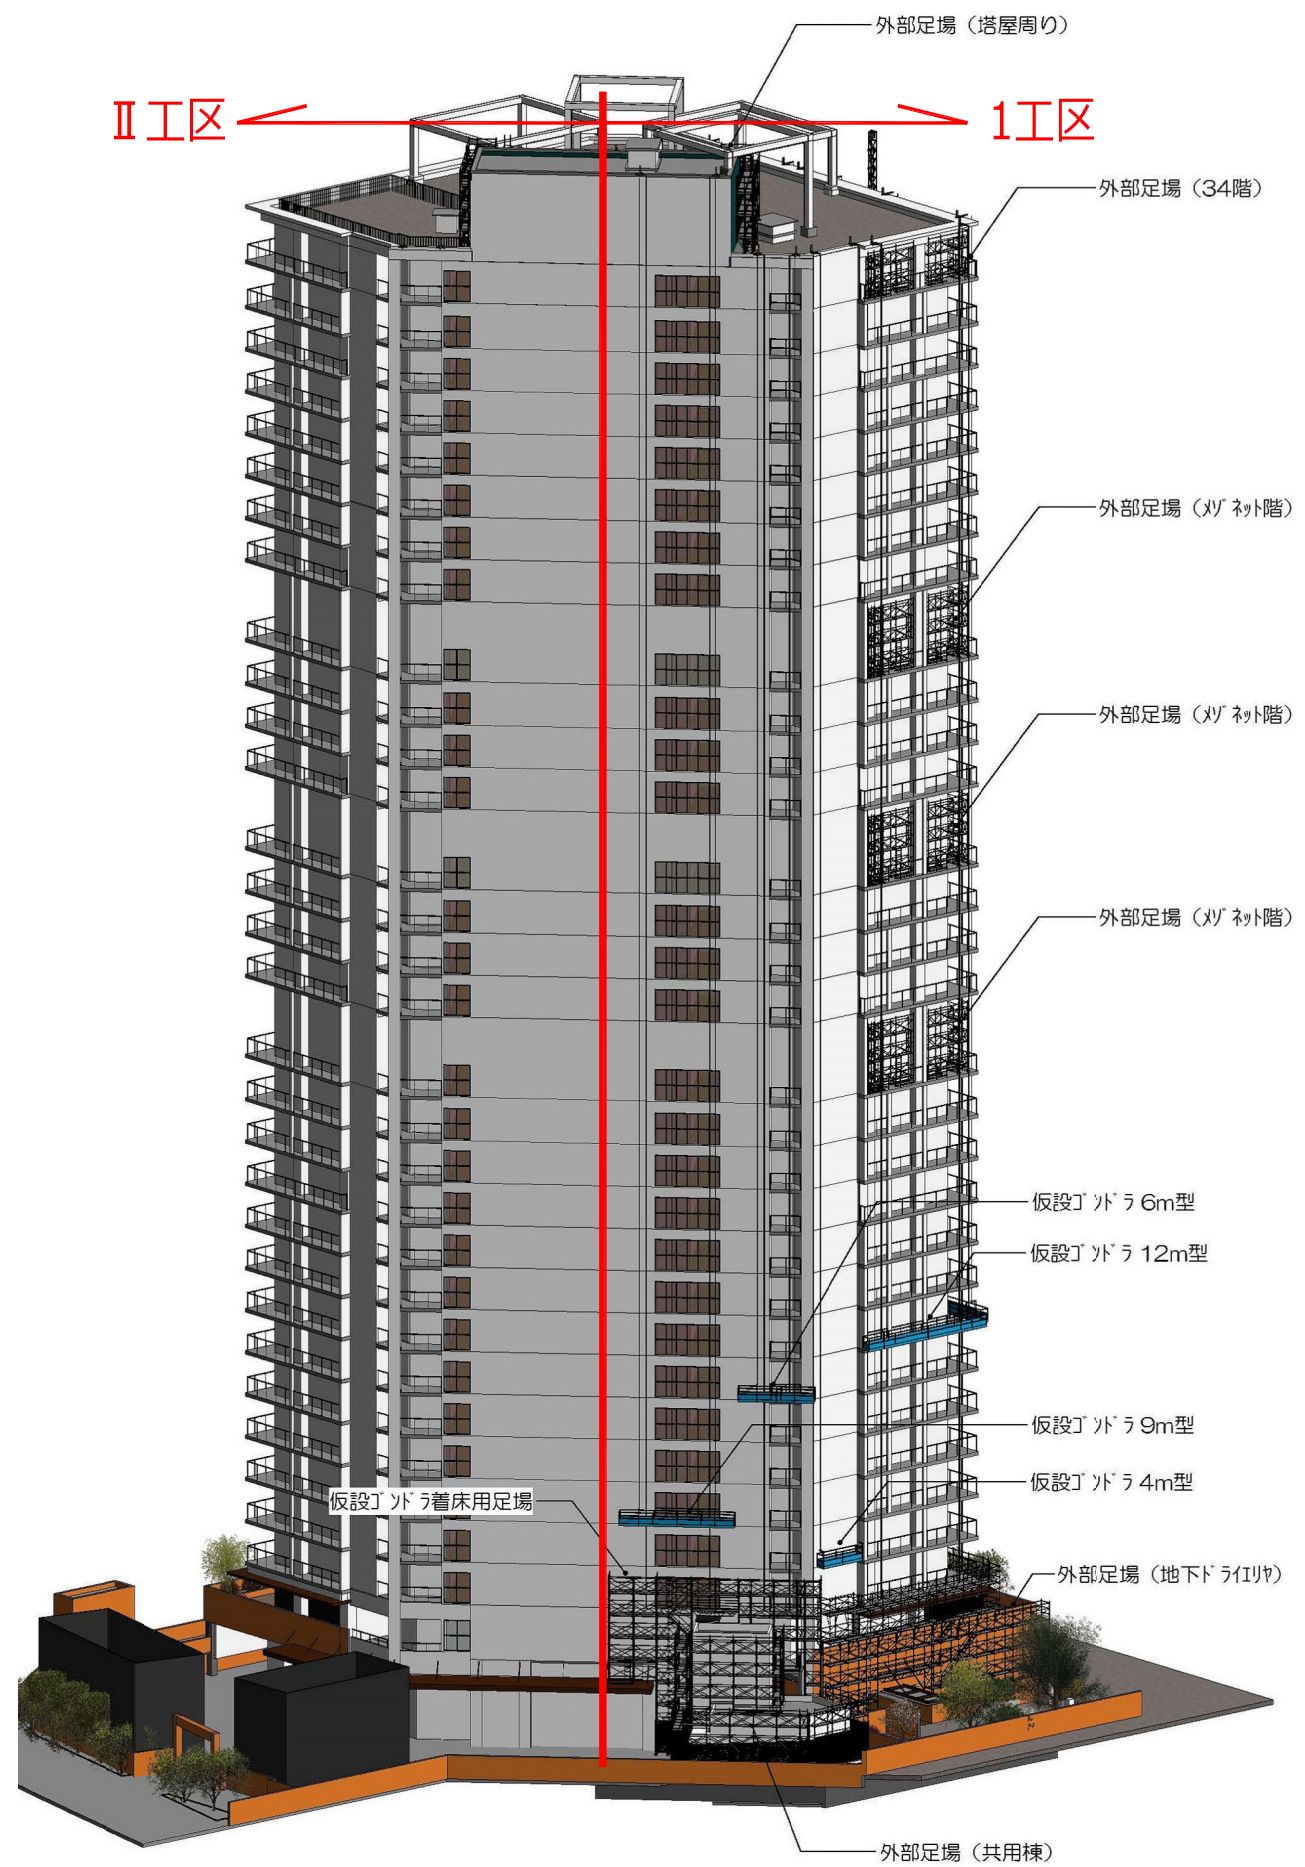 外部足場（塔屋周り）
Ⅱ工区
1工区
外部足場（34階）
外部足場（ﾒｿﾞﾈｯﾄ階）
外部足場（ﾒｿﾞﾈｯﾄ階）
外部足場（ﾒｿﾞﾈｯﾄ階）
仮設ｺﾞﾝﾄﾞﾗ 6m型
仮設ｺﾞﾝﾄﾞﾗ 12m型
仮設ｺﾞﾝﾄﾞﾗ 9m型
仮設ｺﾞﾝﾄﾞﾗ 4m型
仮設ｺﾞﾝﾄﾞﾗ着床用足場
外部足場（地下ﾄﾞﾗｲｴﾘﾔ）
外部足場（共用棟）